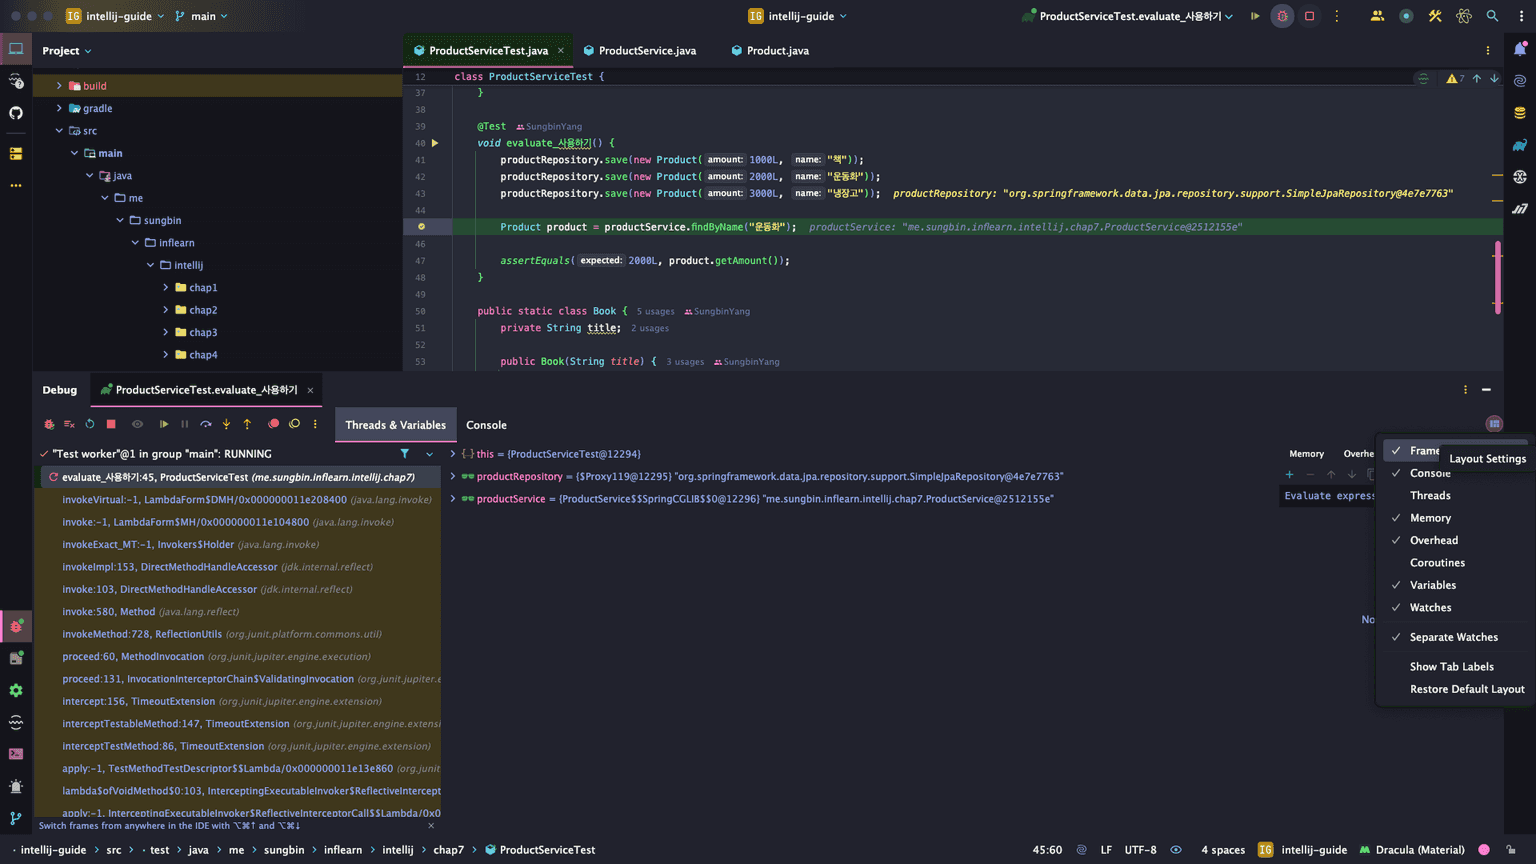 IG intellij-guide main
IG intellij-guide
ProductServiceTest.evaluate_사용하기
Project
ProductServiceTest.java
ProductService.java
Product.java
build
gradle
src
main
java
me
sungbin
inflearn
intellij
chap1
chap2
chap3
chap4
7
12 class ProductServiceTest {
37 }
38
39 @Test SungbinYang
40 void evaluate_사용하기() {
41 productRepository.save(new Product( amount: 1000L, name: "책"));
42 productRepository.save(new Product( amount: 2000L, name: "운동화"));
43 productRepository.save(new Product( amount: 3000L, name: "냉장고")); productRepository: "org.springframework.data.jpa.repository.support.SimpleJpaRepository@4e7e7763"
44
Product product = productService.findByName("운동화"); productService: "me.sungbin.inflearn.intellij.chap7.ProductService@2512155e"
46
47 assertEquals( expected: 2000L, product.getAmount());
48 }
49
50 public static class Book { 5 usages SungbinYang
51 private String title; 2 usages
52
53 public Book(String title) { 3 usages SungbinYang
Debug
ProductServiceTest.evaluate_사용하기
Threads & Variables
Console
"Test worker"@1 in group "main": RUNNING
evaluate_사용하기:45, ProductServiceTest (me.sungbin.inflearn.intellij.chap7)
invokeVirtual:-1, LambdaForm$DMH/0x000000011e208400 (java.lang.invoke)
invoke:-1, LambdaForm$MH/0x000000011e104800 (java.lang.invoke)
invokeExact_MT:-1, Invokers$Holder (java.lang.invoke)
invokeImpl:153, DirectMethodHandleAccessor (jdk.internal.reflect)
invoke:103, DirectMethodHandleAccessor (jdk.internal.reflect)
invoke:580, Method (java.lang.reflect)
invokeMethod:728, ReflectionUtils (org.junit.platform.commons.util)
proceed:60, MethodInvocation (org.junit.jupiter.engine.execution)
proceed:131, InvocationInterceptorChain$ValidatingInvocation (org.junit.jupiter.e
intercept:156, TimeoutExtension (org.junit.jupiter.engine.extension)
interceptTestableMethod:147, TimeoutExtension (org.junit.jupiter.engine.extensi
interceptTestMethod:86, TimeoutExtension (org.junit.jupiter.engine.extension)
apply:-1, TestMethodTestDescriptor$$Lambda/0x000000011e13e860 (org.junit
lambda$ofVoidMethod$0:103, InterceptingExecutableInvoker$ReflectiveIntercept
apply:-1, InterceptingExecutableInvoker$ReflectiveInterceptorCall$$Lambda/0x0
Switch frames from anywhere in the IDE with ⌥⌘↑ and ⌥⌘↓
this = {ProductServiceTest@12294}
productRepository = {$Proxy119@12295} "org.springframework.data.jpa.repository.support.SimpleJpaRepository@4e7e7763"
productService = {ProductService$$SpringCGLIB$$0@12296} "me.sungbin.inflearn.intellij.chap7.ProductService@2512155e"
Memory Overhe
Evaluate express
No
Frame
Layout Settings
Console
Threads
Memory
Overhead
Coroutines
Variables
Watches
Separate Watches
Show Tab Labels
Restore Default Layout
intellij-guide > src > test > java > me > sungbin > inflearn > intellij > chap7 > ProductServiceTest
45:60 LF UTF-8 4 spaces IG intellij-guide Dracula (Material)